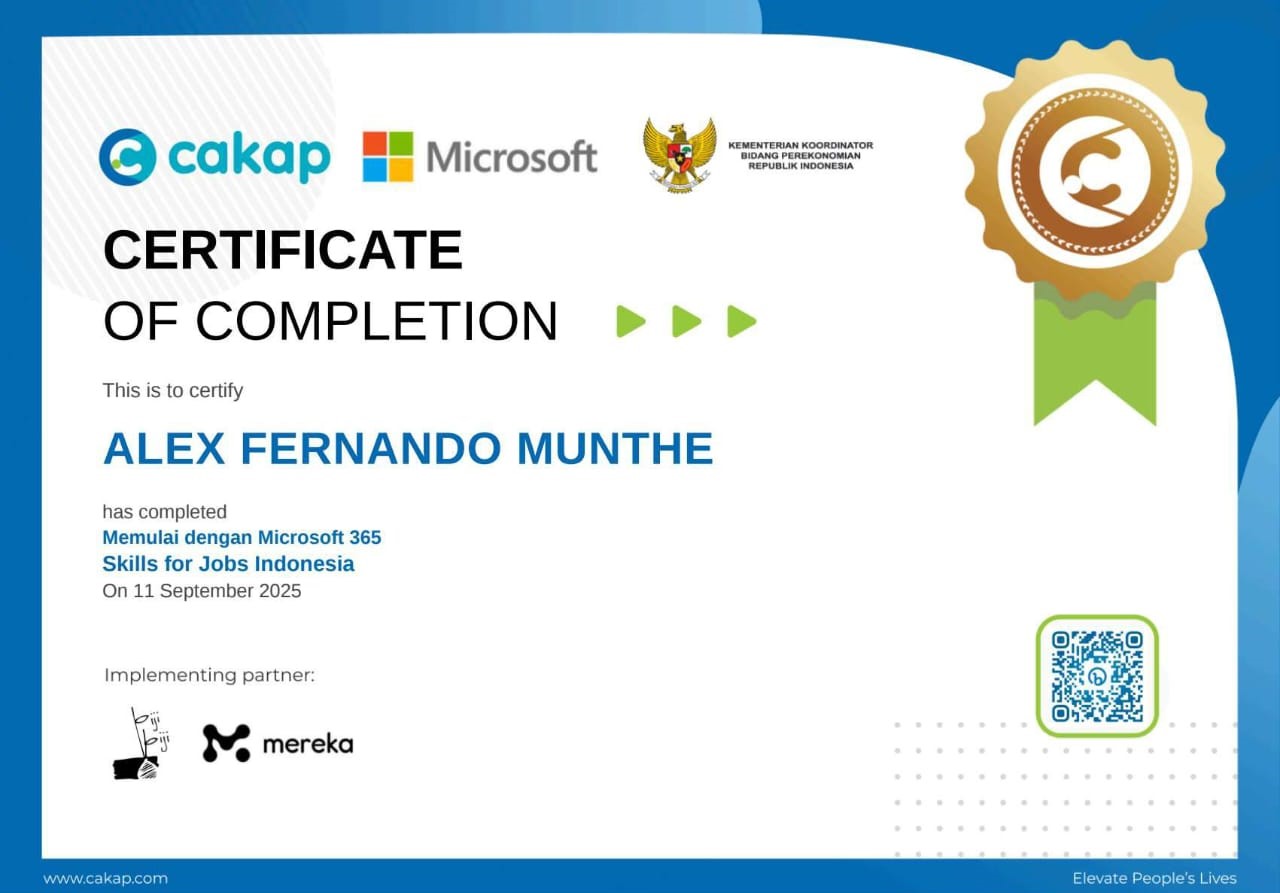 cakap
Microsoft
KEMENTERIAN KOORDINATOR
BIDANG PEREKONOMIAN
REPUBLIK INDONESIA
CERTIFICATE
OF COMPLETION
This is to certify
ALEX FERNANDO MUNTHE
has completed
Memulai dengan Microsoft 365
Skills for Jobs Indonesia
On 11 September 2025
Implementing partner:
biji
biji
mereka
www.cakap.com
Elevate People's Lives